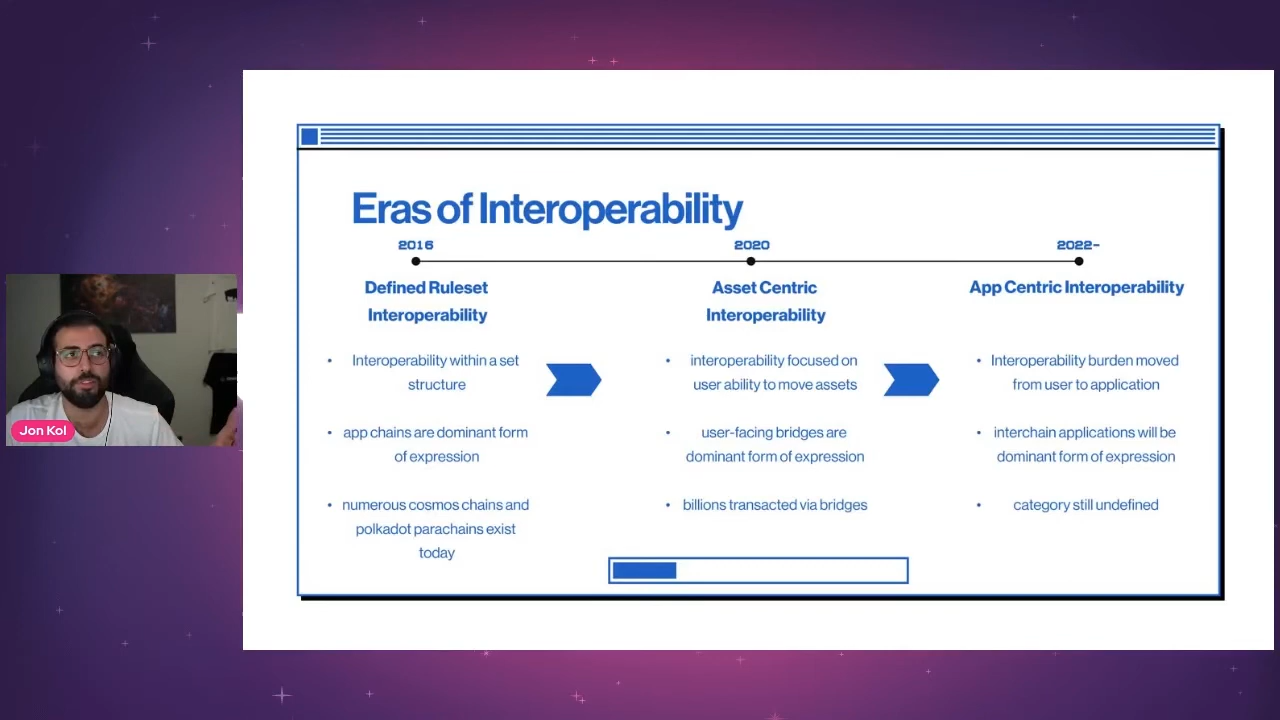 Eras of Interoperability
2016
2020
2022-
Defined Ruleset
Interoperability
• Interoperability within a set
structure
• app chains are dominant form
of expression
• numerous cosmos chains and
polkadot parachains exist
today
Asset Centric
Interoperability
• interoperability focused on
user ability to move assets
• user-facing bridges are
dominant form of expression
• billions transacted via bridges
App Centric Interoperability
• Interoperability burden moved
from user to application
• interchain applications will be
dominant form of expression
• category still undefined
Jon Kol